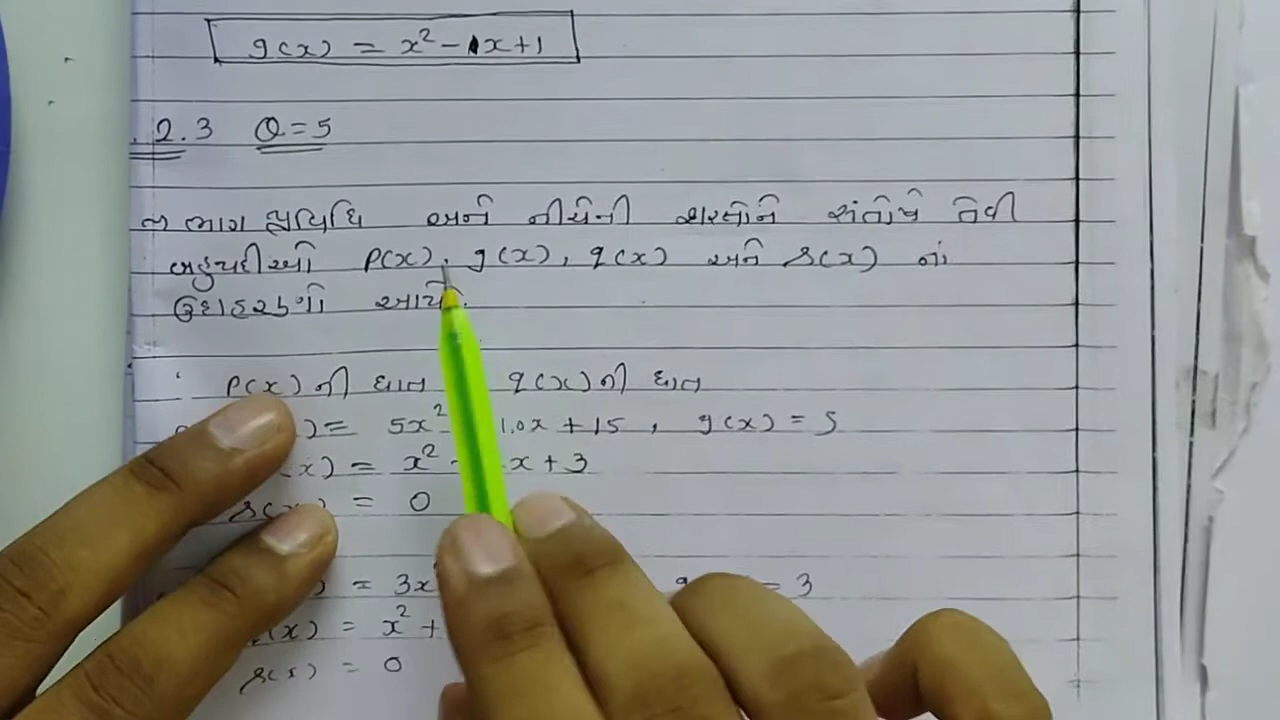 g(x) = x² - 1x+1
.2.3 Q=5
ભાગ પ્રવિધિ અને નીચેની શરતોને સંતોષે તેવી
બહુપદીઓ p(x), g(x), q(x) અને r(x) નાં
ઉદાહરણો આપો.
p(x) ની ઘાત q(x) ની ઘાત
) = 5x² 10x + 15 , g(x) = 5
(x) = x² - x + 3
r(x) = 0
) = 3x = 3
(x) = x² +
r(x) = 0